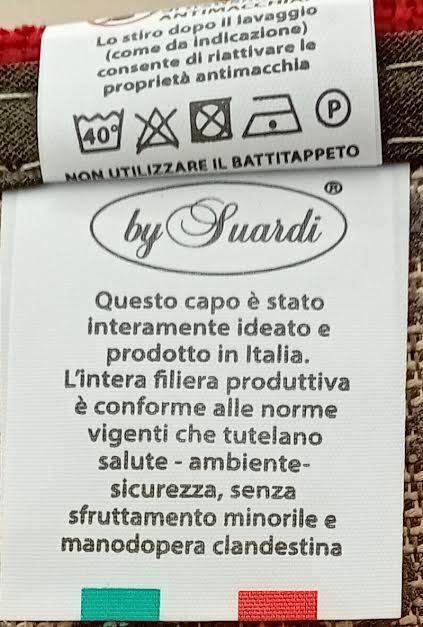 ANTIMACCHIA
Lo stiro dopo il lavaggio
(come da indicazione)
consente di riattivare le
proprietà antimacchia
40° P
NON UTILIZZARE IL BATTITAPPETO
®
by Suardi
Questo capo è stato
interamente ideato e
prodotto in Italia.
L'intera filiera produttiva
è conforme alle norme
vigenti che tutelano
salute - ambiente-
sicurezza, senza
sfruttamento minorile e
manodopera clandestina